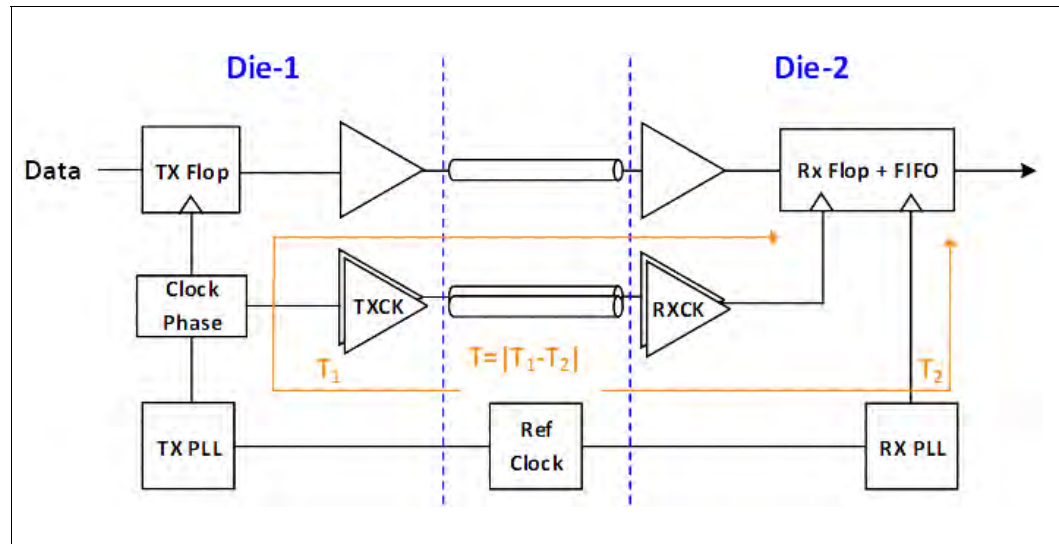 Die-1
Die-2
Data
TX Flop
Rx Flop + FIFO
Clock
Phase
TXCK
RXCK
T₁
T=|T₁-T₂|
T₂
TX PLL
Ref
Clock
RX PLL